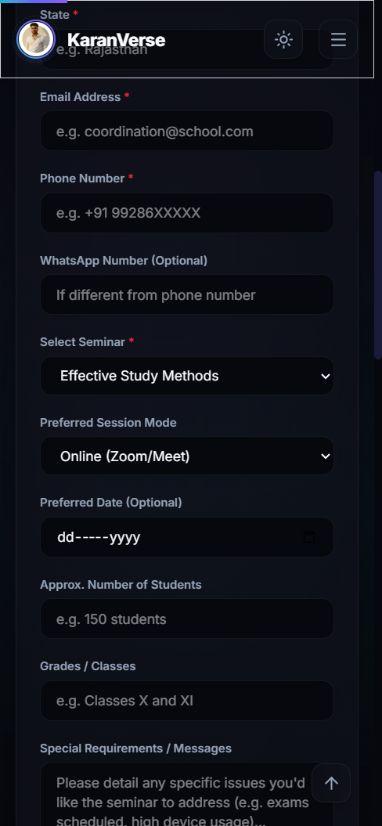 State *
KaranVerse
e.g. Rajasthan
Email Address *
e.g. coordination@school.com
Phone Number *
e.g. +91 99286XXXXX
WhatsApp Number (Optional)
If different from phone number
Select Seminar *
Effective Study Methods
Preferred Session Mode
Online (Zoom/Meet)
Preferred Date (Optional)
dd-----yyyy
Approx. Number of Students
e.g. 150 students
Grades / Classes
e.g. Classes X and XI
Special Requirements / Messages
Please detail any specific issues you'd
like the seminar to address (e.g. exams
scheduled, high device usage)...